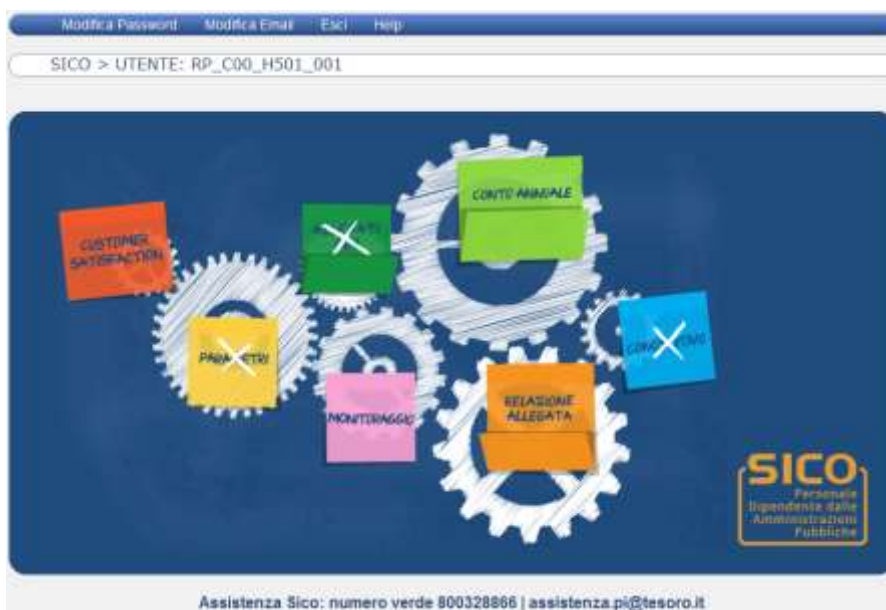 Modifica Password Modifica Email Esci Help
SICO > UTENTE: RP_C00_H501_001
CONTO ANNUALE
CUSTOMER
SATISFACTION
PARAMETRI
MONITORAGGIO
RELAZIONE
ALLEGATA
SICO
Personale
Dipendente dalle
Amministrazioni
Pubbliche
Assistenza Sico: numero verde 800328866 | assistenza.pi@tesoro.it